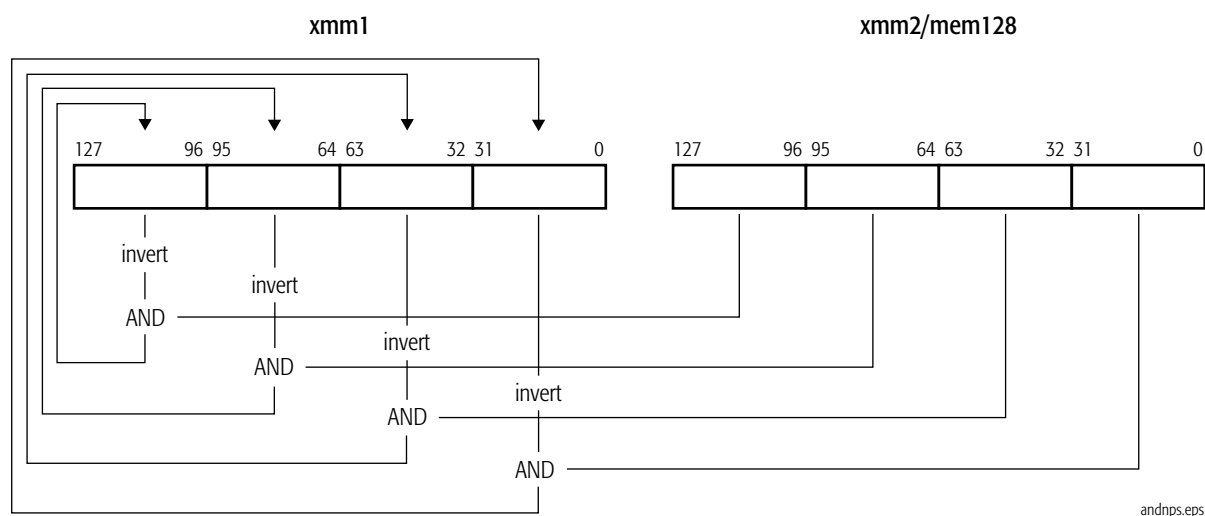 xmm1 xmm2/mem128
127 96 95 64 63 32 31 0 127 96 95 64 63 32 31 0
invert
invert
AND
invert
AND
invert
AND
AND
andnps.eps